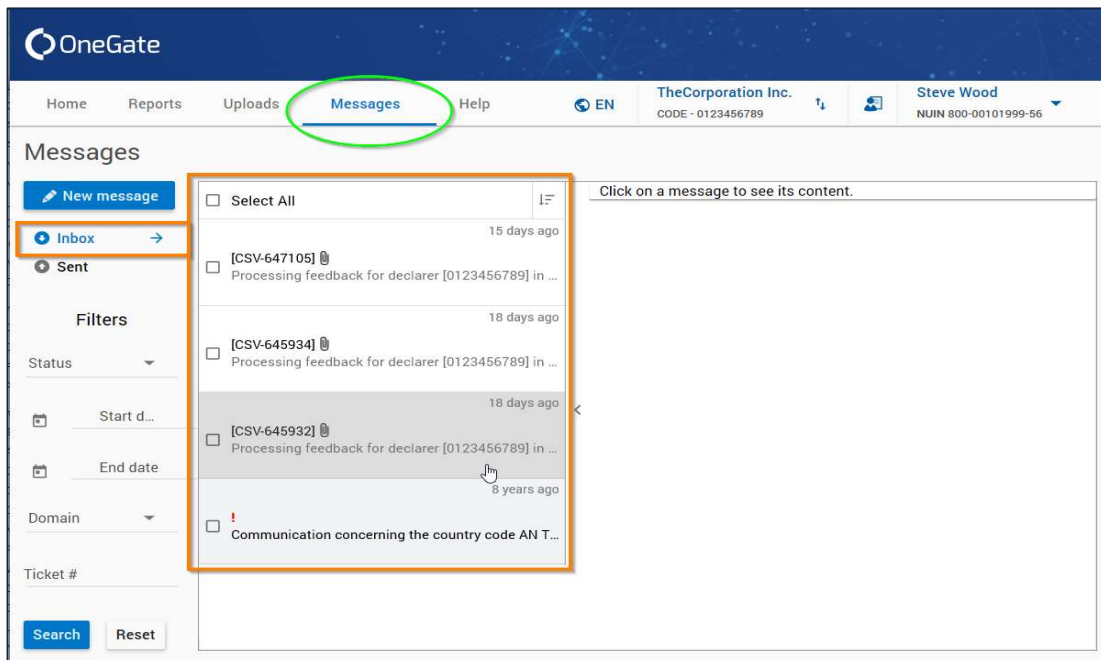 OneGate
Home Reports Uploads Messages Help EN TheCorporation Inc. CODE - 0123456789 Steve Wood NUIN 800-00101999-56
Messages
New message
Inbox
Sent
Filters
Status
Start d...
End date
Domain
Ticket #
Search Reset
Select All
15 days ago
[CSV-647105]
Processing feedback for declarer [0123456789] in ...
18 days ago
[CSV-645934]
Processing feedback for declarer [0123456789] in ...
18 days ago
[CSV-645932]
Processing feedback for declarer [0123456789] in ...
8 years ago
!
Communication concerning the country code AN T...
Click on a message to see its content.